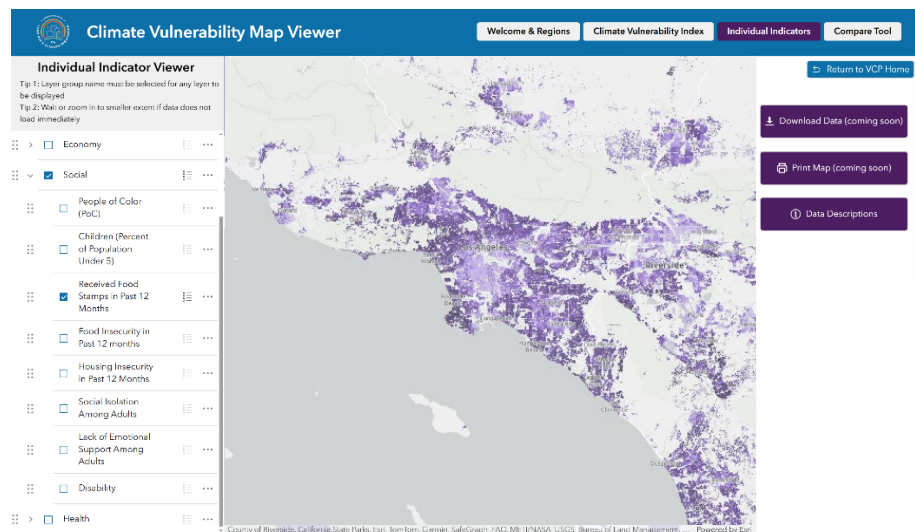 Climate Vulnerability Map Viewer
Welcome & Regions
Climate Vulnerability Index
Individual Indicators
Compare Tool
Individual Indicator Viewer
Tip 1: Layer group name must be selected for any layer to
be displayed
Tip 2: Wait or zoom in to smaller extent if data does not
load immediately
Economy
Social
People of Color
(PoC)
Children (Percent
of Population
Under 5)
Received Food
Stamps in Past 12
Months
Food Insecurity in
Past 12 months
Housing Insecurity
in Past 12 Months
Social Isolation
Among Adults
Lack of Emotional
Support Among
Adults
Disability
Health
Return to VCP Home
Download Data (coming soon)
Print Map (coming soon)
Data Descriptions
Los Angeles
Riverside
County of Riverside, California State Parks, Esri, TomTom, Garmin, SafeGraph, FAO, METI/NASA, USGS, Bureau of Land Management, ...
Powered by Esri